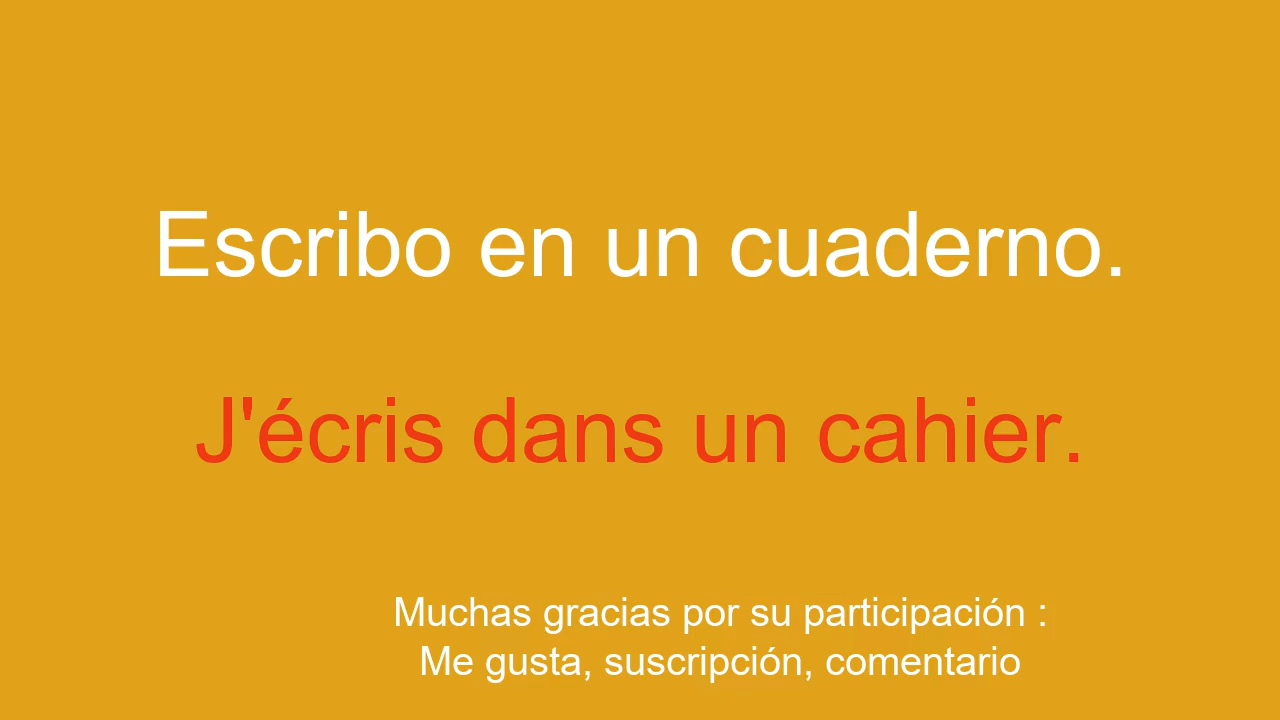 Escribo en un cuaderno.
J'écris dans un cahier.
Muchas gracias por su participación :
Me gusta, suscripción, comentario